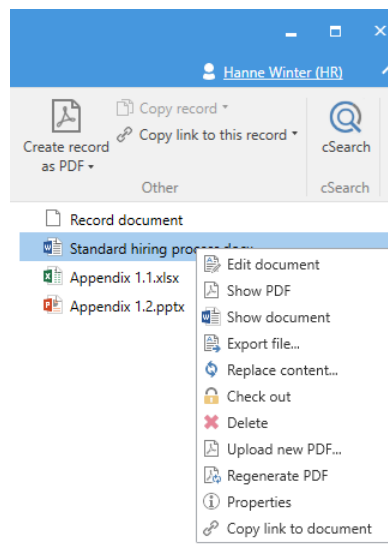 Hanne Winter (HR)
Create record
as PDF
Copy record
Copy link to this record
cSearch
Other
cSearch
Record document
Standard hiring process.docx
Appendix 1.1.xlsx
Appendix 1.2.pptx
Edit document
Show PDF
Show document
Export file...
Replace content...
Check out
Delete
Upload new PDF...
Regenerate PDF
Properties
Copy link to document